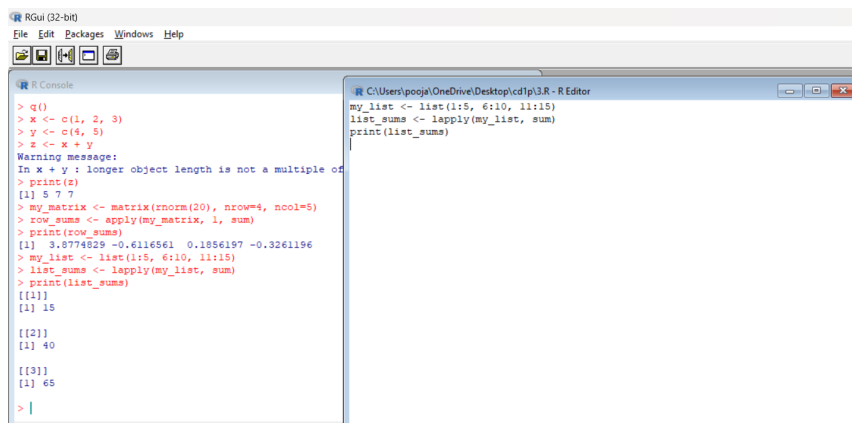 RGui (32-bit)
File Edit Packages Windows Help
R Console
> q()
> x <- c(1, 2, 3)
> y <- c(4, 5)
> z <- x + y
Warning message:
In x + y : longer object length is not a multiple of
> print(z)
[1] 5 7 7
> my_matrix <- matrix(rnorm(20), nrow=4, ncol=5)
> row_sums <- apply(my_matrix, 1, sum)
> print(row_sums)
[1]  3.8774829 -0.6116561  0.1856197 -0.3261196
> my_list <- list(1:5, 6:10, 11:15)
> list_sums <- lapply(my_list, sum)
> print(list_sums)
[[1]]
[1] 15
[[2]]
[1] 40
[[3]]
[1] 65
>
C:\Users\pooja\OneDrive\Desktop\cd1p\3.R - R Editor
my_list <- list(1:5, 6:10, 11:15)
list_sums <- lapply(my_list, sum)
print(list_sums)